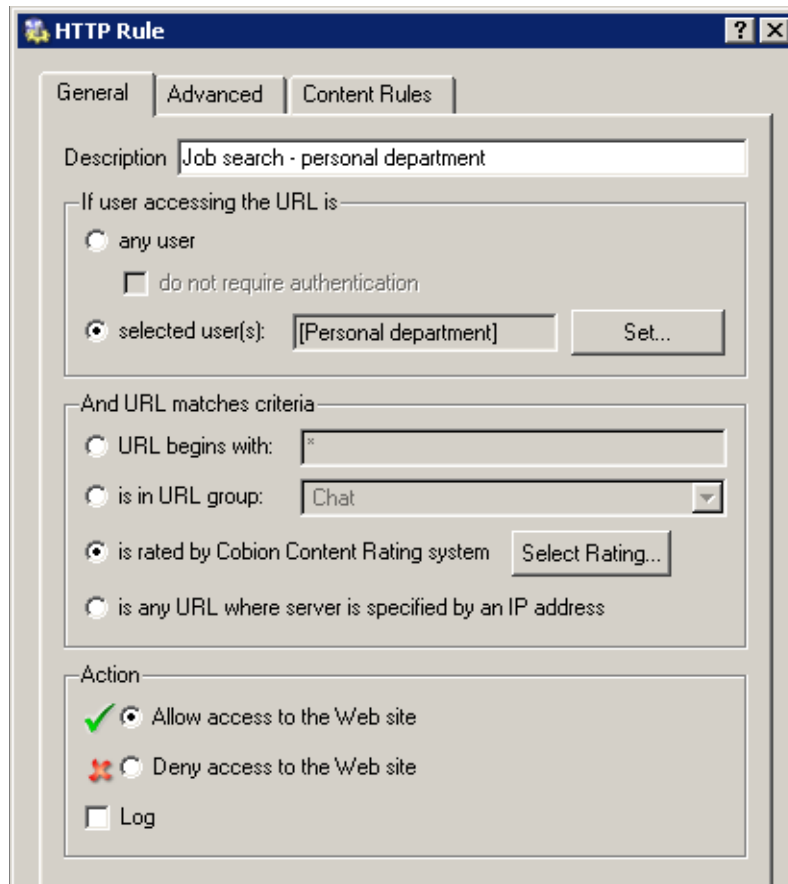 HTTP Rule
General Advanced Content Rules
Description Job search - personal department
If user accessing the URL is
any user
do not require authentication
selected user(s): [Personal department] Set...
And URL matches criteria
URL begins with: *
is in URL group: Chat
is rated by Cobion Content Rating system Select Rating...
is any URL where server is specified by an IP address
Action
Allow access to the Web site
Deny access to the Web site
Log